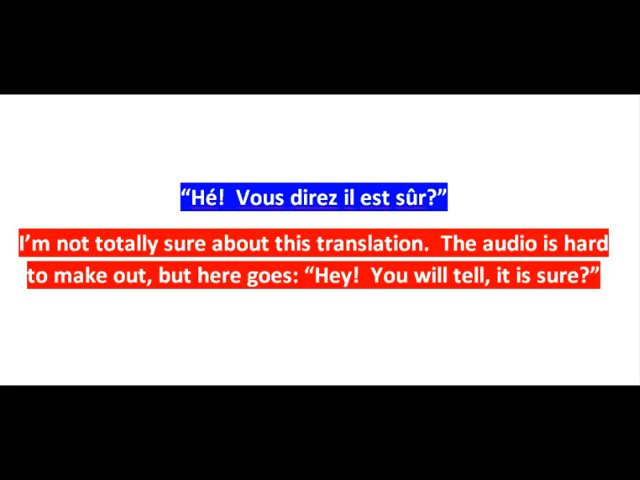 “Hé!  Vous direz il est sûr?”
I’m not totally sure about this translation.  The audio is hard
to make out, but here goes: “Hey!  You will tell, it is sure?”